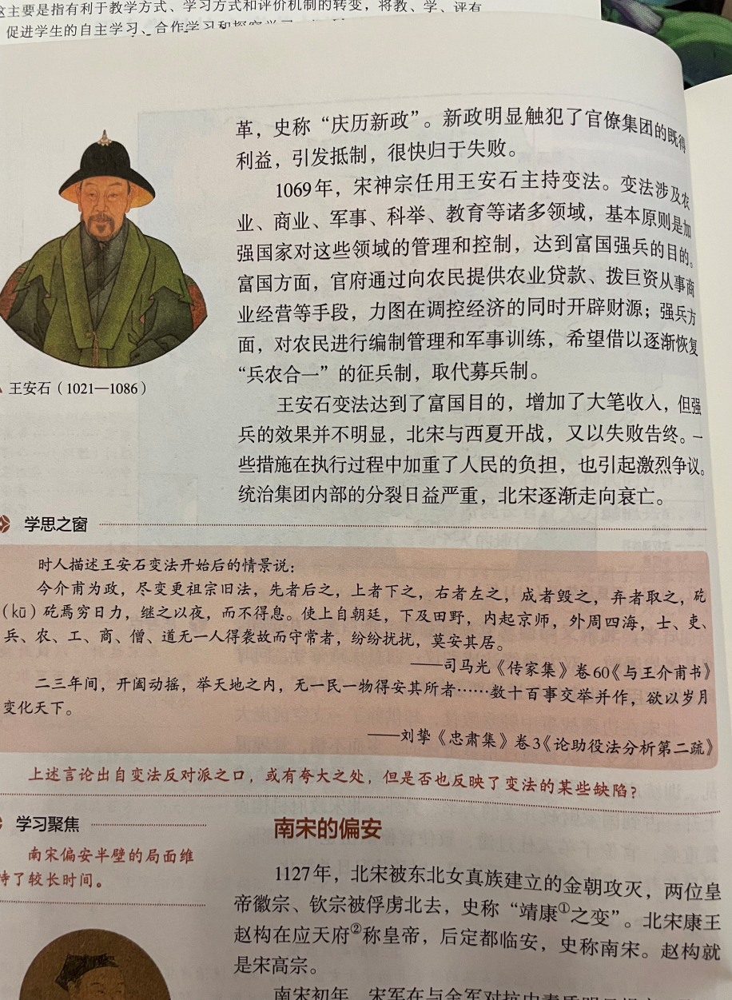 这主要是指有利于教学方式、学习方式和评价机制的转变，将教、学、评有
促进学生的自主学习、合作学习和探究学习
革，史称“庆历新政”。新政明显触犯了官僚集团的既得
利益，引发抵制，很快归于失败。
1069年，宋神宗任用王安石主持变法。变法涉及农
业、商业、军事、科举、教育等诸多领域，基本原则是加
强国家对这些领域的管理和控制，达到富国强兵的目的。
富国方面，官府通过向农民提供农业贷款、拨巨资从事商
业经营等手段，力图在调控经济的同时开辟财源；强兵方
面，对农民进行编制管理和军事训练，希望借以逐渐恢复
“兵农合一”的征兵制，取代募兵制。
王安石（1021—1086）
王安石变法达到了富国目的，增加了大笔收入，但强
兵的效果并不明显，北宋与西夏开战，又以失败告终。一
些措施在执行过程中加重了人民的负担，也引起激烈争议。
统治集团内部的分裂日益严重，北宋逐渐走向衰亡。
学思之窗
时人描述王安石变法开始后的情景说：
今介甫为政，尽变更祖宗旧法，先者后之，上者下之，右者左之，成者毁之，弃者取之，矻
（kū）矻焉穷日力，继之以夜，而不得息。使上自朝廷，下及田野，内起京师，外周四海，士、吏、
兵、农、工、商、僧、道无一人得袭故而守常者，纷纷扰扰，莫安其居。
——司马光《传家集》卷60《与王介甫书》
二三年间，开阖动摇，举天地之内，无一民一物得安其所者……数十百事交举并作，欲以岁月
变化天下。
——刘挚《忠肃集》卷3《论助役法分析第二疏》
上述言论出自变法反对派之口，或有夸大之处，但是否也反映了变法的某些缺陷？
学习聚焦
南宋偏安半壁的局面维
持了较长时间。
南宋的偏安
1127年，北宋被东北女真族建立的金朝攻灭，两位皇
帝徽宗、钦宗被俘虏北去，史称“靖康①之变”。北宋康王
赵构在应天府②称皇帝，后定都临安，史称南宋。赵构就
是宋高宗。
南宋初年，宋军在与金军对抗中